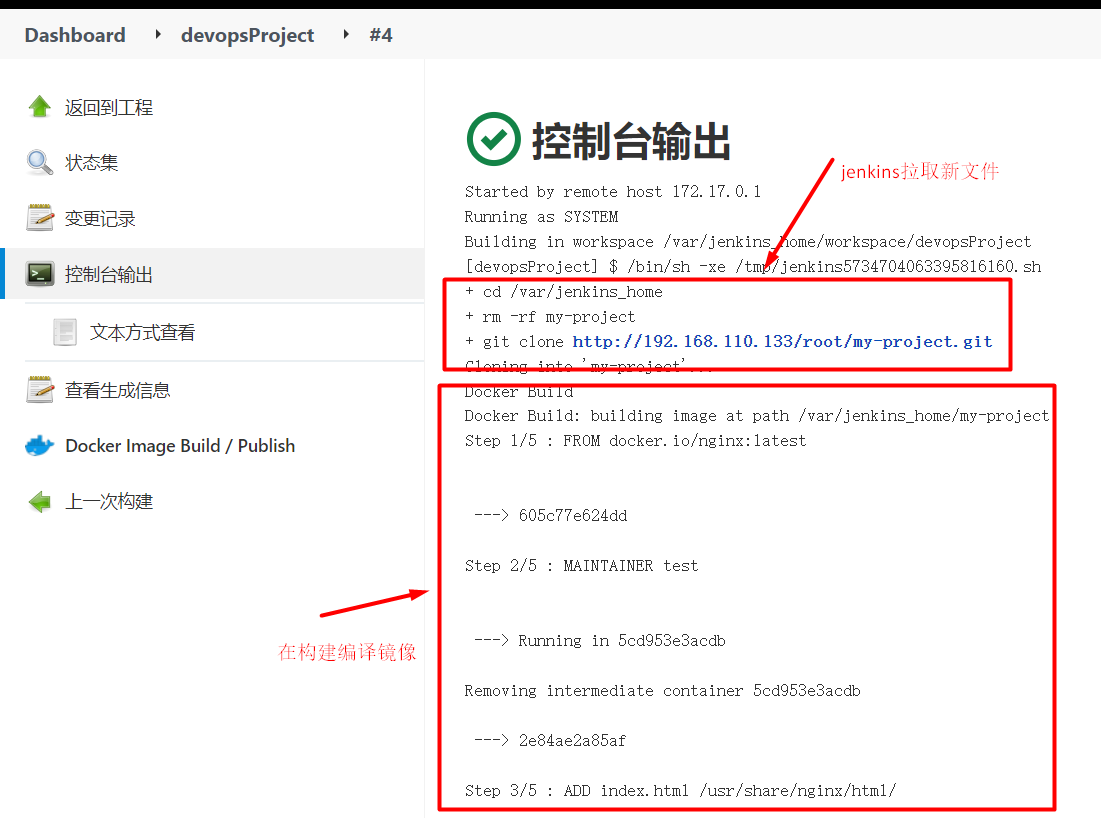 Dashboard ▸ devopsProject ▸ #4
返回到工程
状态集
变更记录
控制台输出
文本方式查看
查看生成信息
Docker Image Build / Publish
上一次构建
控制台输出
jenkins拉取新文件
Started by remote host 172.17.0.1
Running as SYSTEM
Building in workspace /var/jenkins_home/workspace/devopsProject
[devopsProject] $ /bin/sh -xe /tmp/jenkins5734704063395816160.sh
+ cd /var/jenkins_home
+ rm -rf my-project
+ git clone http://192.168.110.133/root/my-project.git
Cloning into 'my-project'...
Docker Build
Docker Build: building image at path /var/jenkins_home/my-project
Step 1/5 : FROM docker.io/nginx:latest
---> 605c77e624dd
Step 2/5 : MAINTAINER test
---> Running in 5cd953e3acdb
在构建编译镜像
Removing intermediate container 5cd953e3acdb
---> 2e84ae2a85af
Step 3/5 : ADD index.html /usr/share/nginx/html/